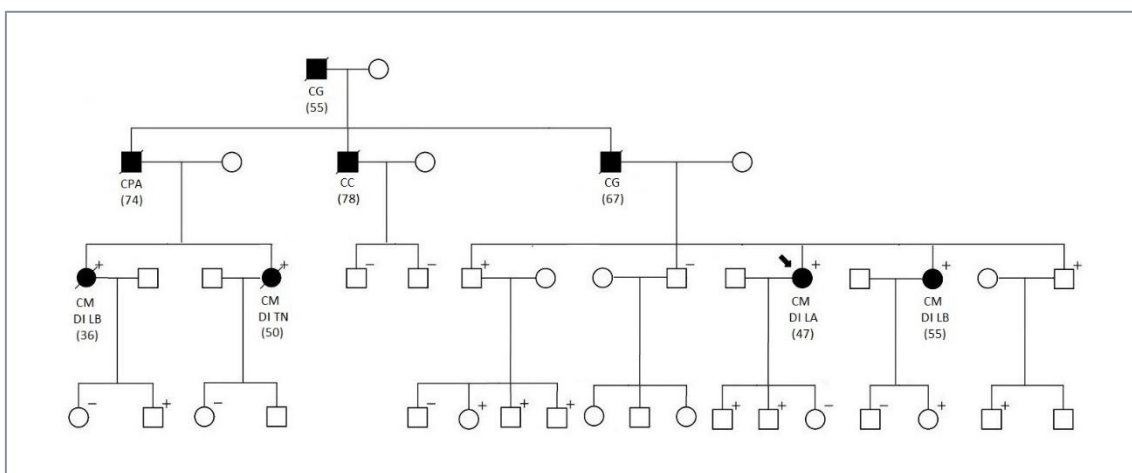 CG
(55)
CPA
(74)
CC
(78)
CG
(67)
+ + + - - + - + + +
CM
DI LB
(36)
CM
DI TN
(50)
CM
DI LA
(47)
CM
DI LB
(55)
- + - - + + + + + - - + +